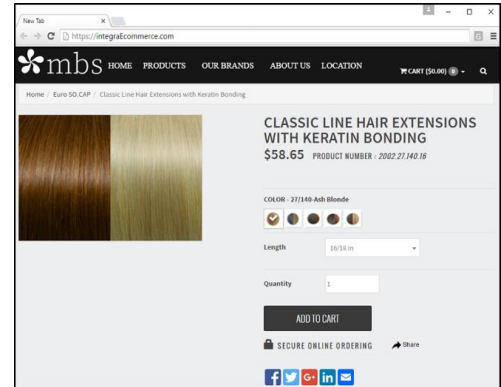 New Tab
https://integraEcommerce.com
mbs HOME PRODUCTS OUR BRANDS ABOUT US LOCATION CART ($0.00) 0
Home / Euro SO.CAP / Classic Line Hair Extensions with Keratin Bonding
CLASSIC LINE HAIR EXTENSIONS
WITH KERATIN BONDING
$58.65 PRODUCT NUMBER : 2002.27.140.16
COLOR - 27/140-Ash Blonde
Length 16/18 in
Quantity 1
ADD TO CART
SECURE ONLINE ORDERING Share
f G+ in